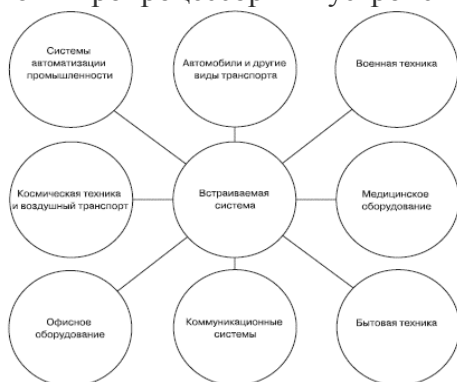 Системы
автоматизации
промышленности
Автомобили и другие
виды транспорта
Военная техника
Космическая техника
и воздушный транспорт
Встраиваемая
система
Медицинское
оборудование
Офисное
оборудование
Коммуникационные
системы
Бытовая техника